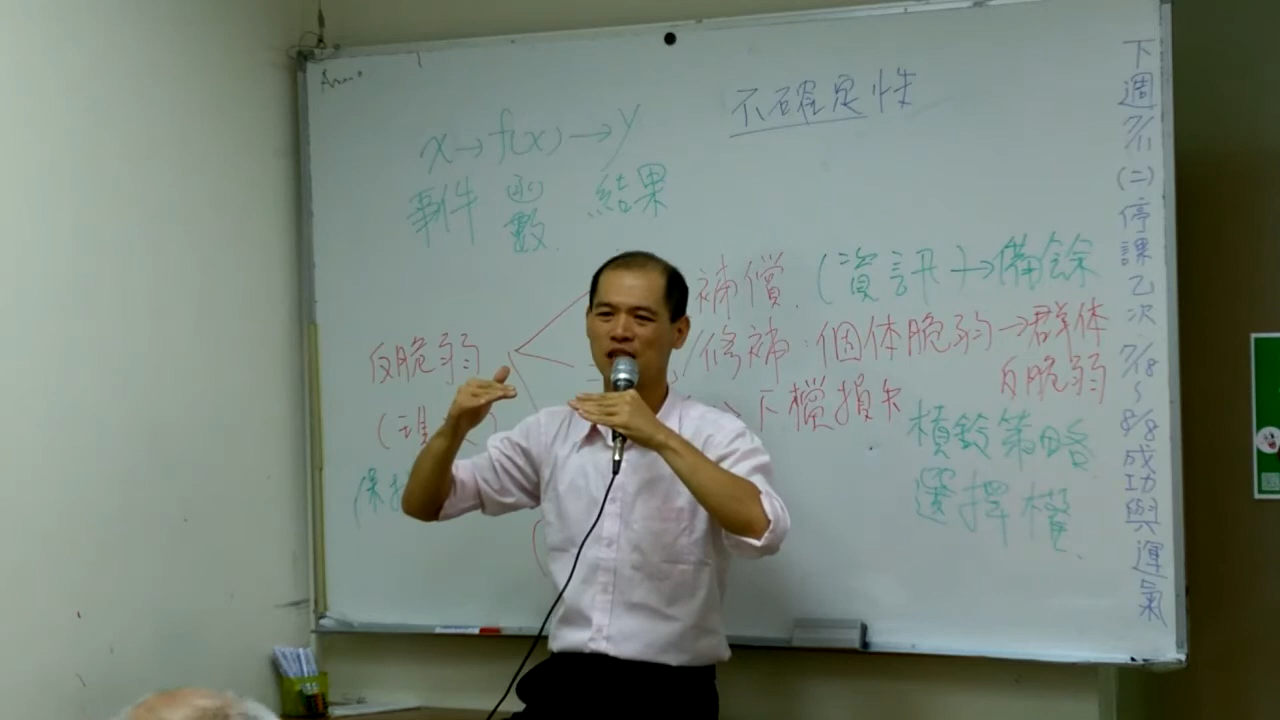 不確定性
x→f(x)→y
事件 函數 結果
補償 (資訊)→備餘
反脆弱
修補:個体脆弱→群体反脆弱
→下檔損失
槓鈴策略
選擇權
下週7/11(二)停課乙次 7/18~8/8成功與運氣